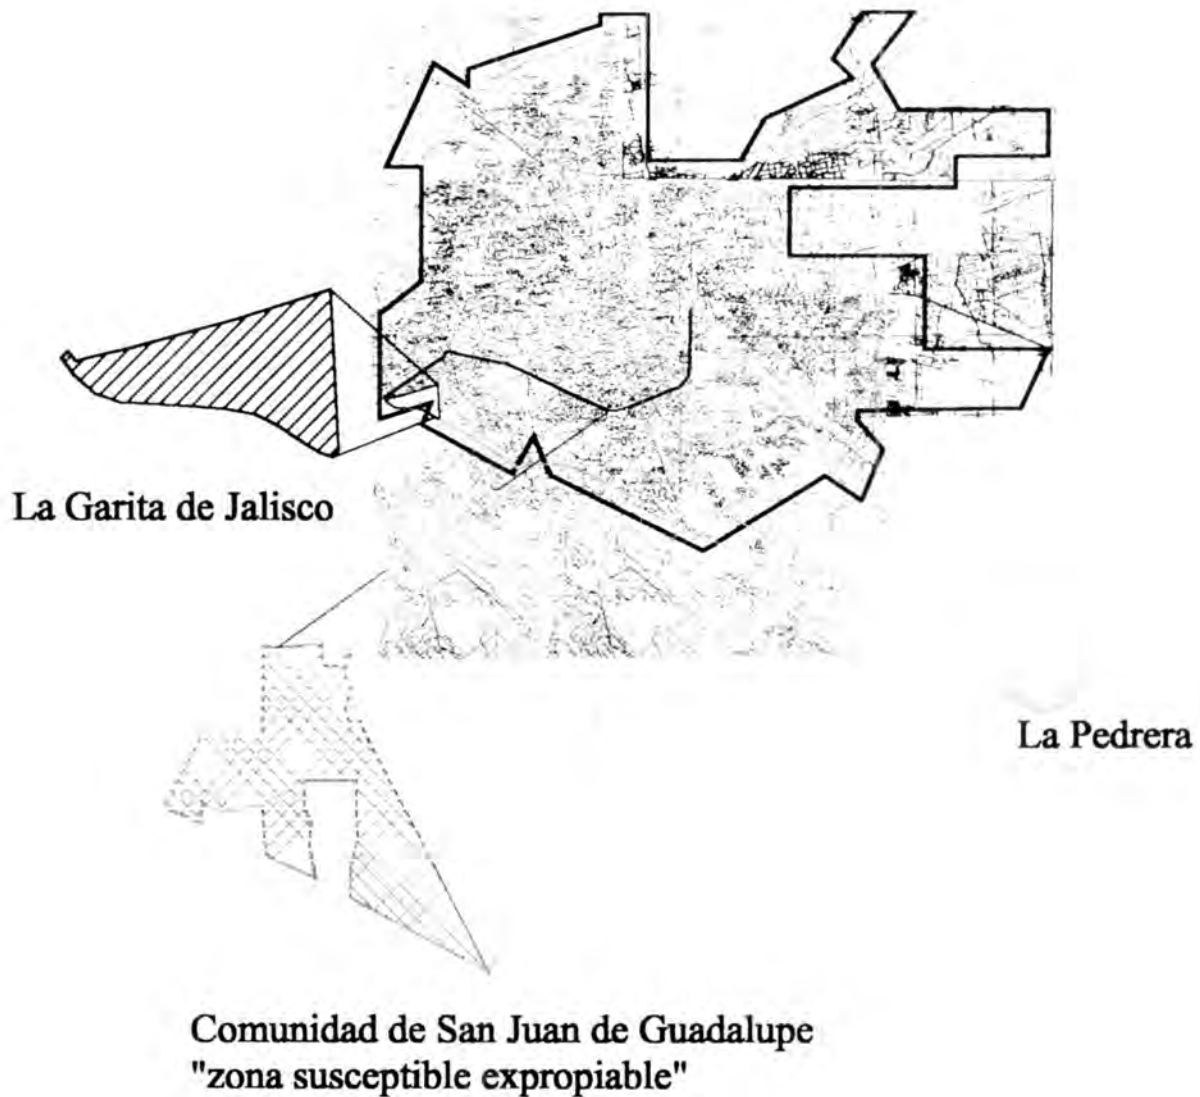 La Garita de Jalisco
La Pedrera
Comunidad de San Juan de Guadalupe
"zona susceptible expropiable"